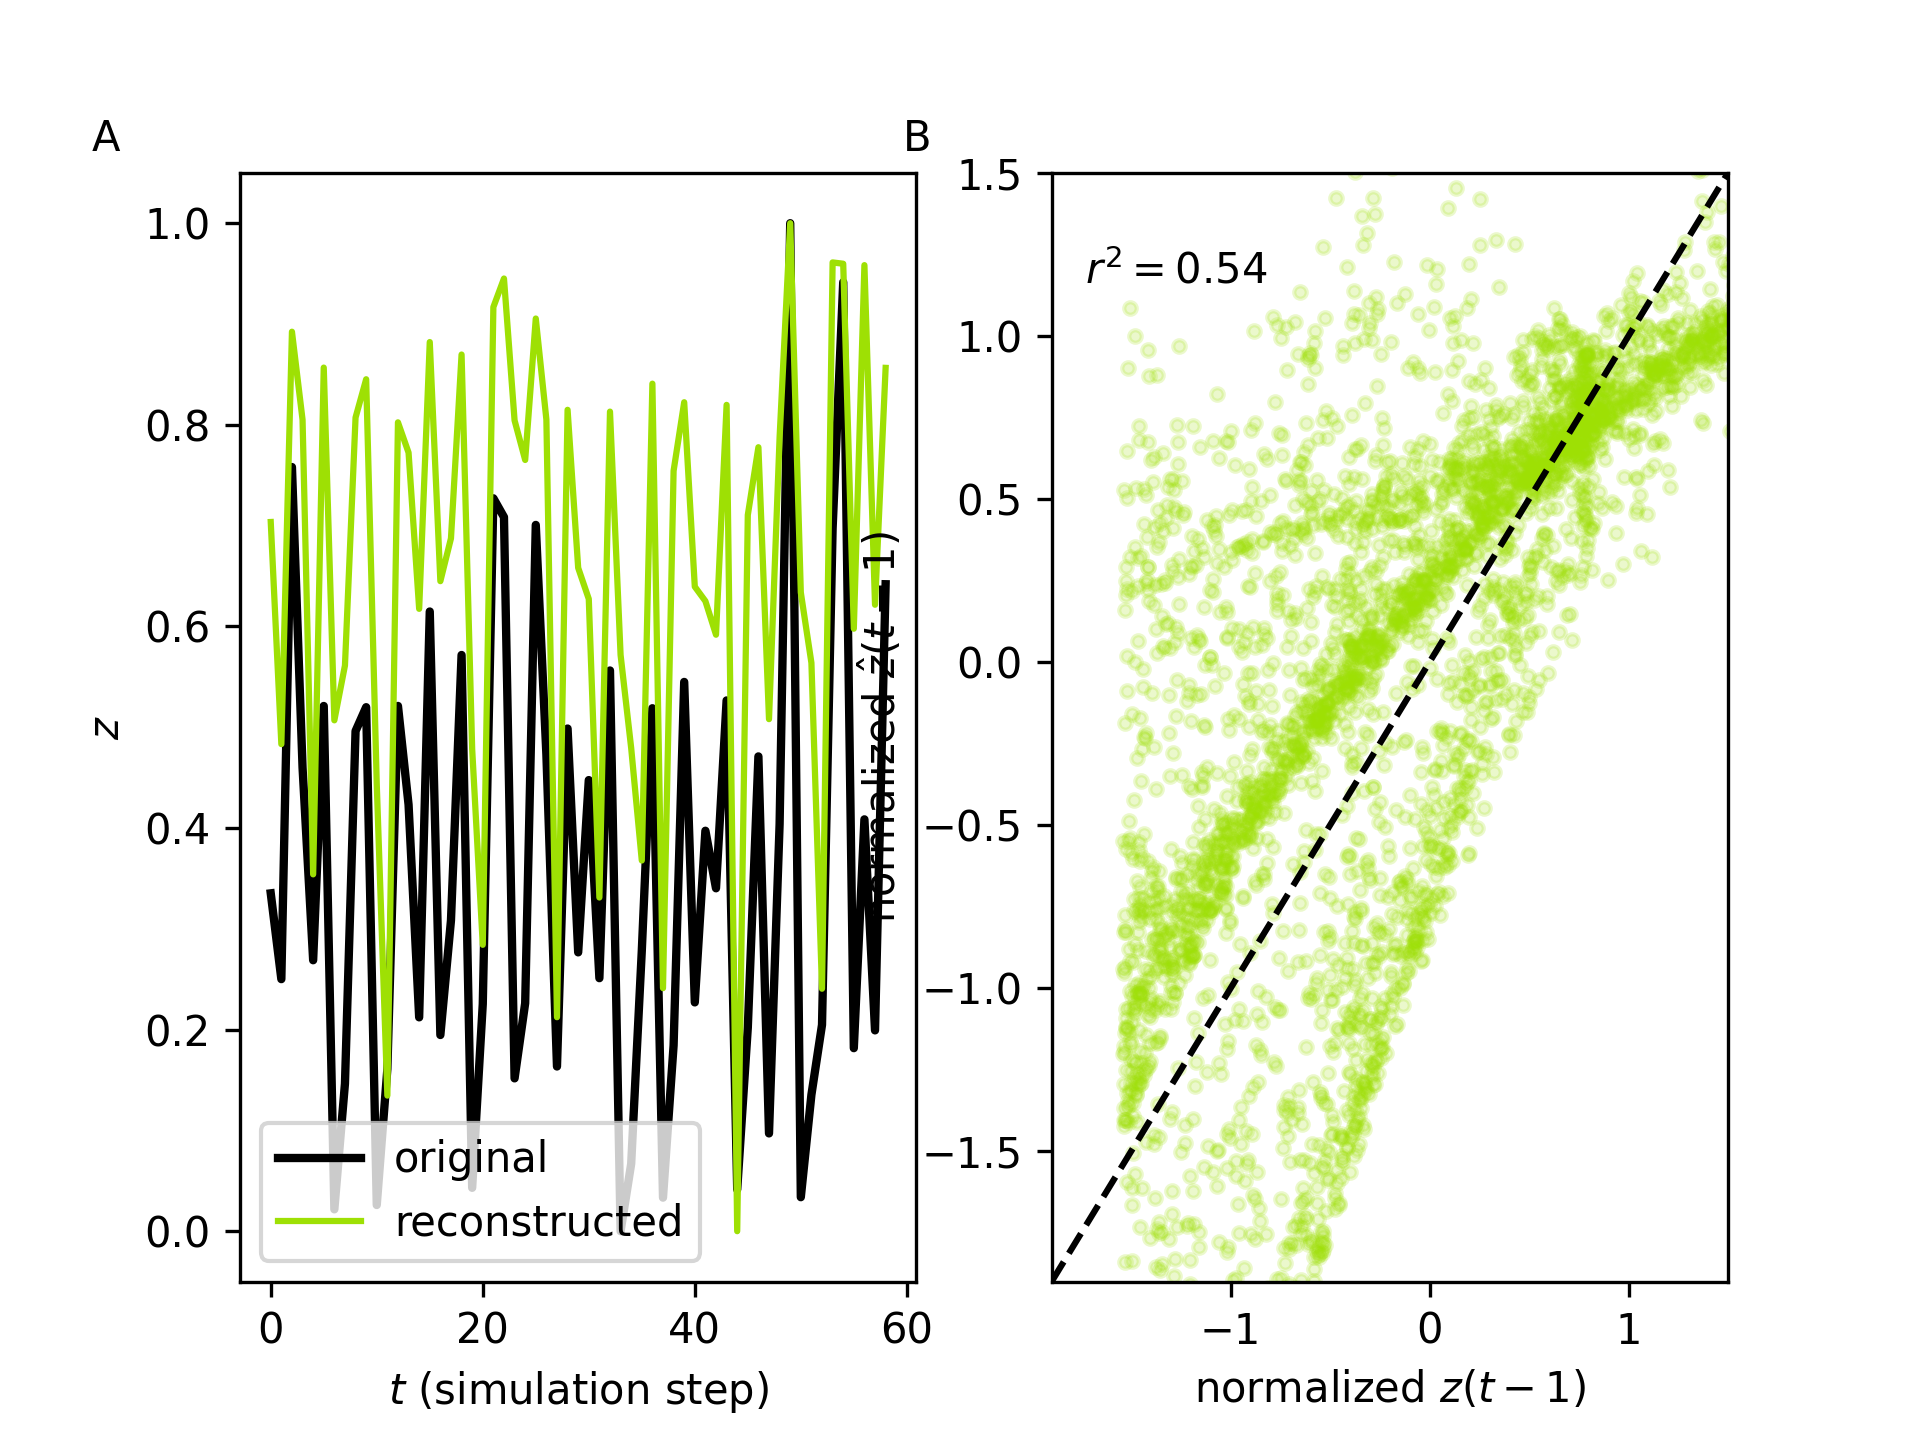 A
B
1.0
0.8
0.6
0.4
0.2
0.0
z
0
20
40
60
t (simulation step)
original
reconstructed
1.5
1.0
0.5
0.0
−0.5
−1.0
−1.5
normalized ẑ(t − 1)
r² = 0.54
−1
0
1
normalized z(t − 1)